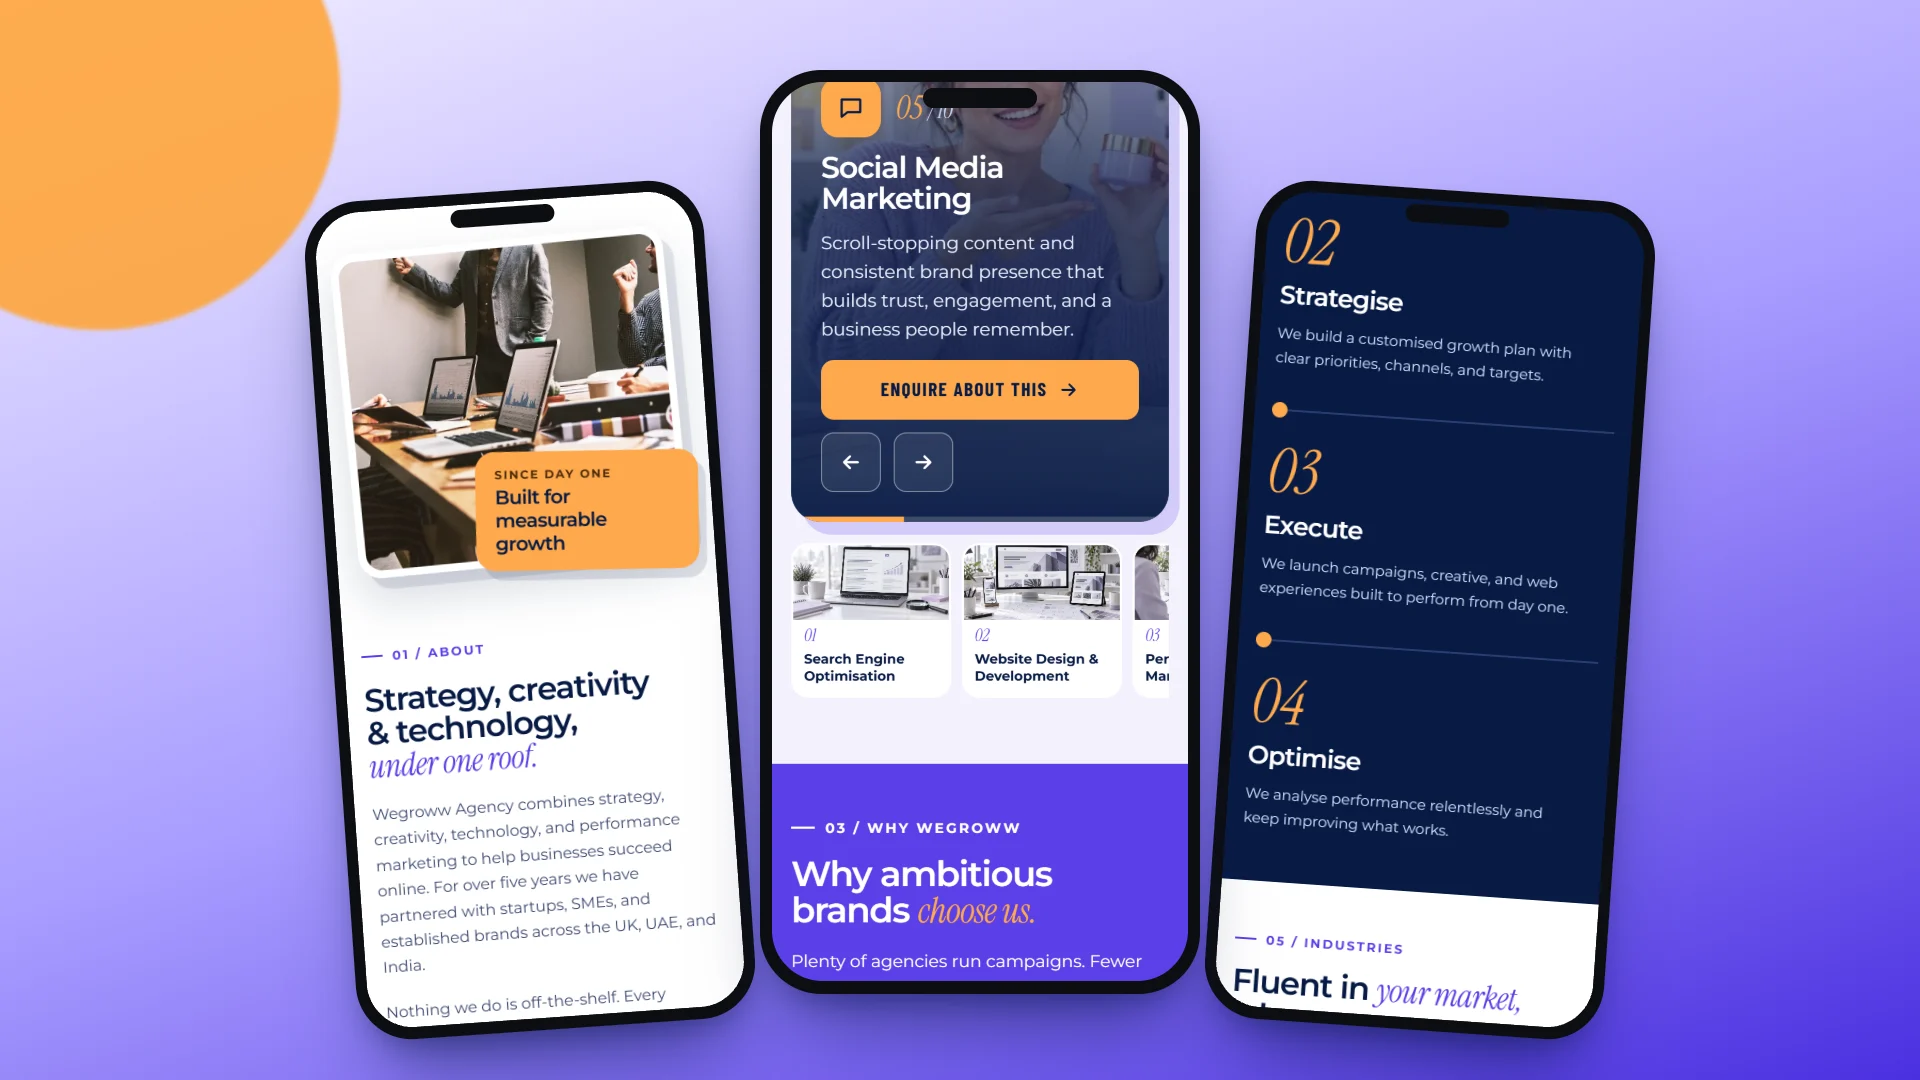 SINCE DAY ONE
Built for
measurable
growth
01 / ABOUT
Strategy, creativity
& technology,
under one roof.
Wegroww Agency combines strategy,
creativity, technology, and performance
marketing to help businesses succeed
online. For over five years we have
partnered with startups, SMEs, and
established brands across the UK, UAE, and
India.
Nothing we do is off-the-shelf. Every
05 / 10
Social Media
Marketing
Scroll-stopping content and
consistent brand presence that
builds trust, engagement, and a
business people remember.
ENQUIRE ABOUT THIS →
01
Search Engine
Optimisation
02
Website Design &
Development
03
03 / WHY WEGROWW
Why ambitious
brands choose us.
Plenty of agencies run campaigns. Fewer
02
Strategise
We build a customised growth plan with
clear priorities, channels, and targets.
03
Execute
We launch campaigns, creative, and web
experiences built to perform from day one.
04
Optimise
We analyse performance relentlessly and
keep improving what works.
05 / INDUSTRIES
Fluent in your market,